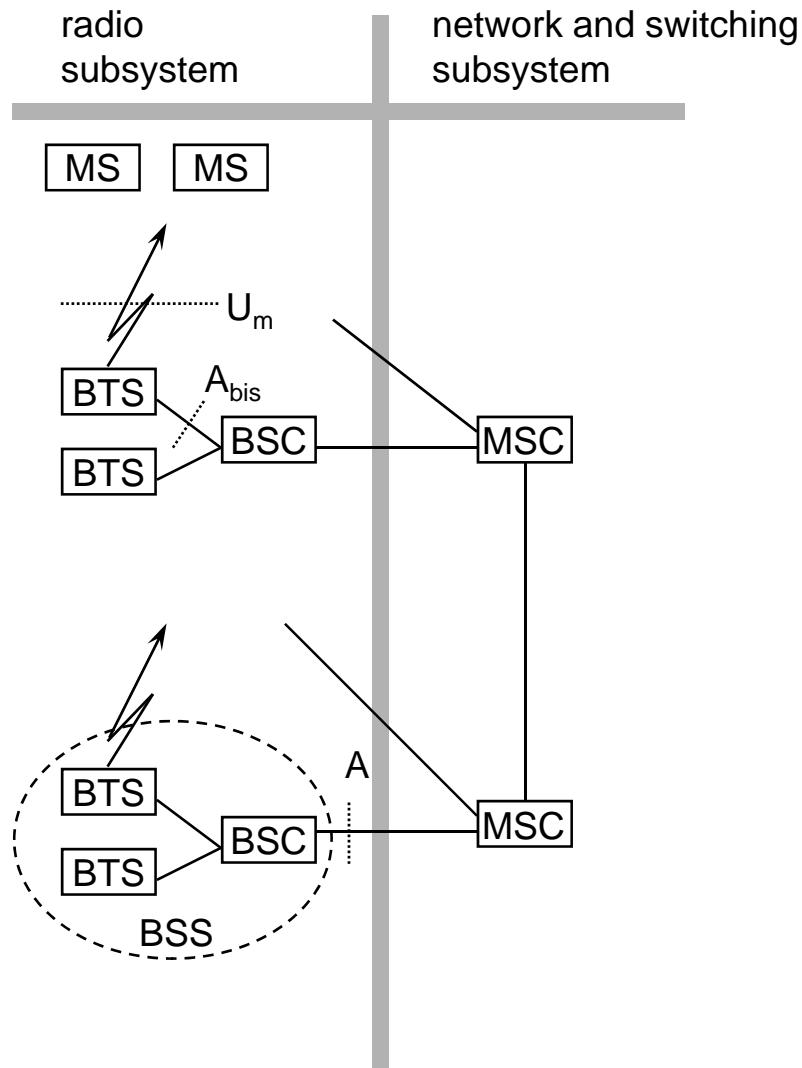 radio
subsystem
network and switching
subsystem
MS
MS
Um
BTS
Abis
BSC
MSC
BTS
A
BTS
BSC
MSC
BTS
BSS